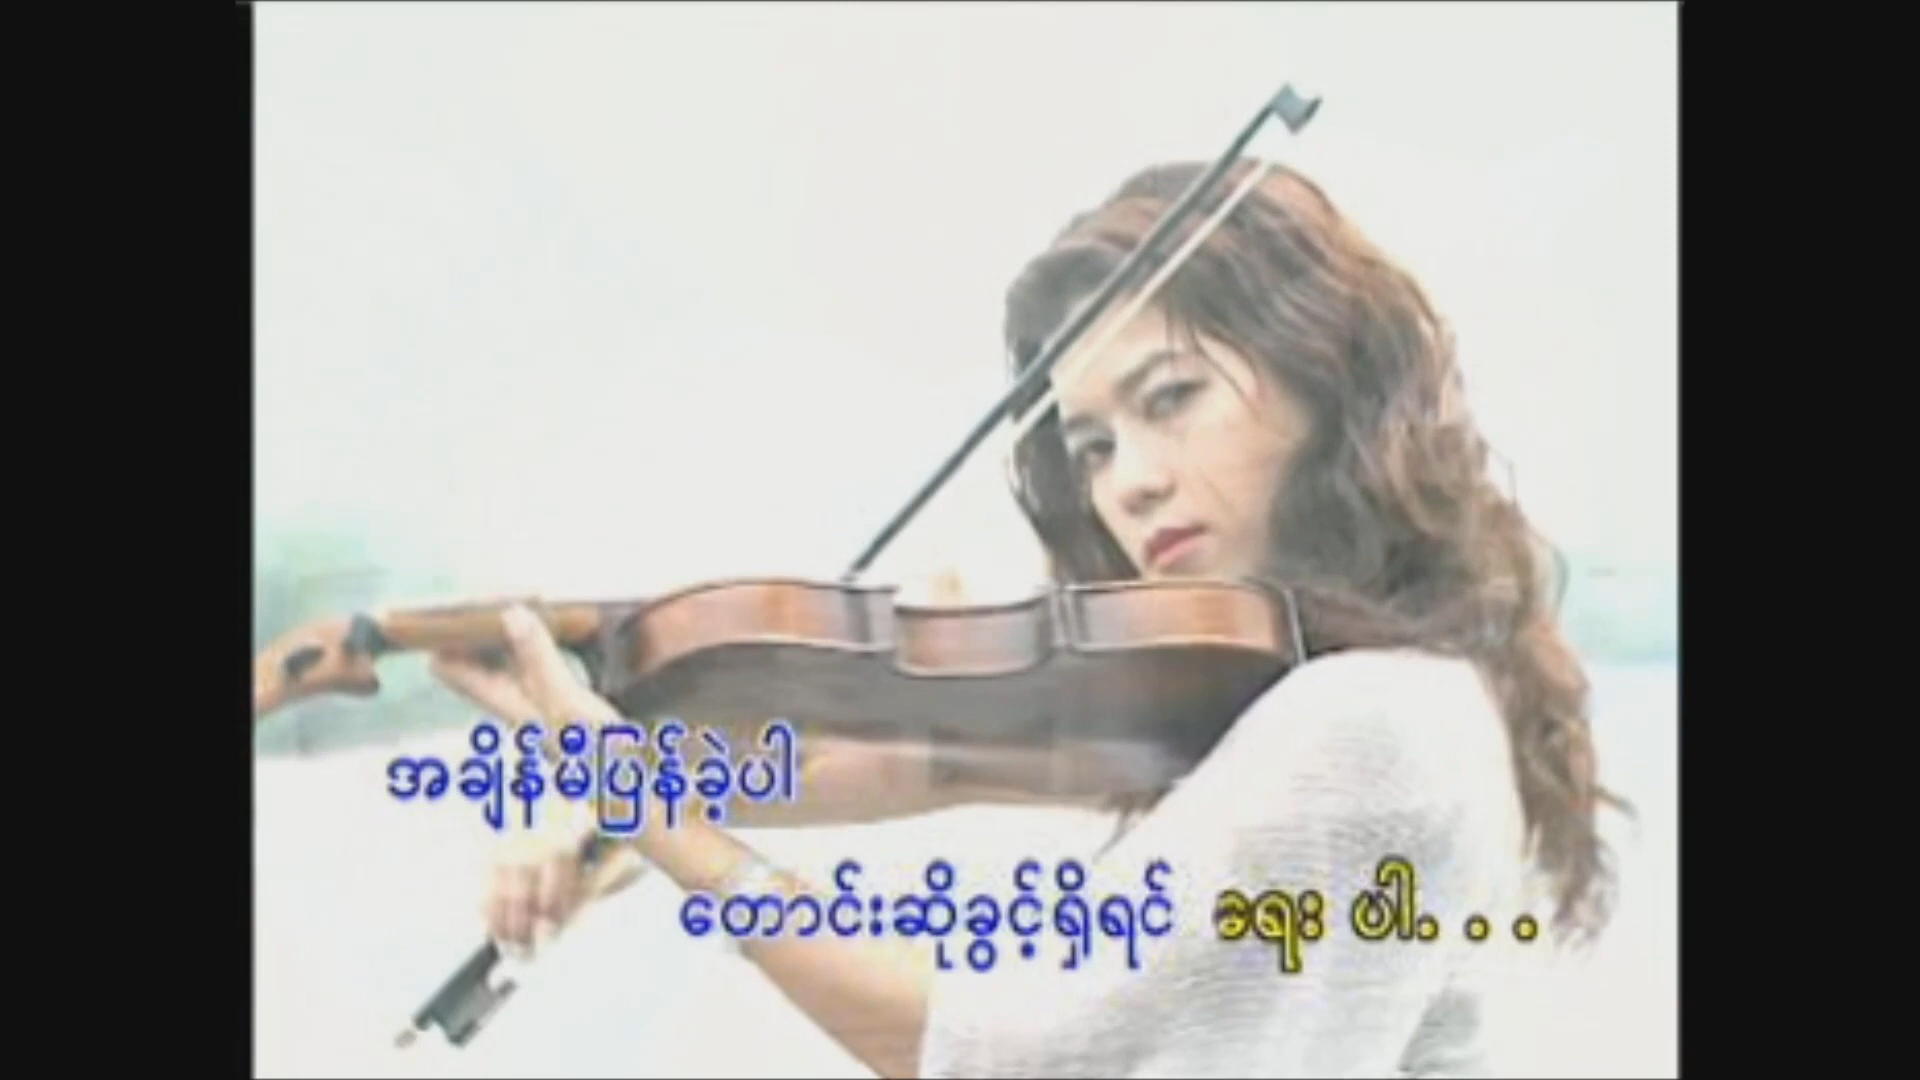 အချိန်မီပြန်ခဲ့ပါ
တောင်းဆိုခွင့်ရှိရင် ခရေး ပါ. . .